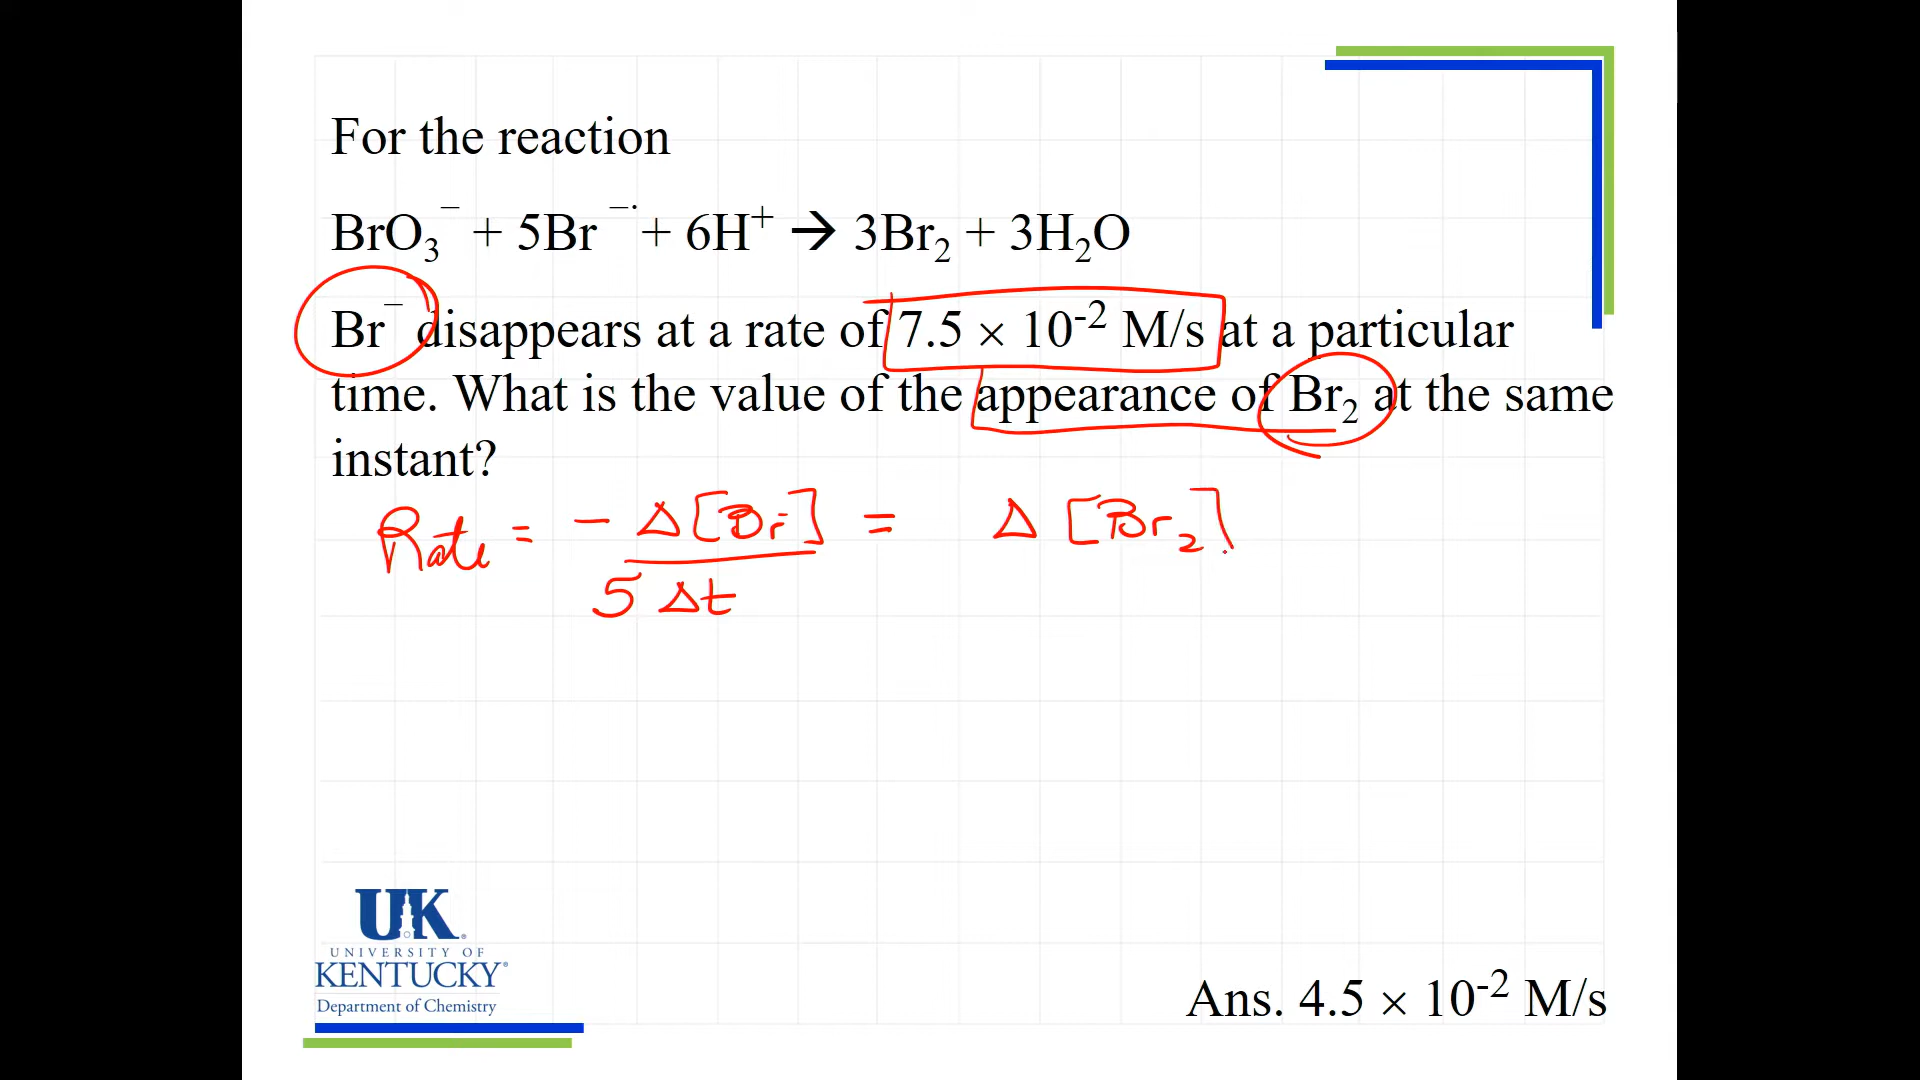 For the reaction
BrO₃⁻ + 5Br⁻ + 6H⁺ → 3Br₂ + 3H₂O
Br⁻ disappears at a rate of 7.5 × 10⁻² M/s at a particular
time. What is the value of the appearance of Br₂ at the same
instant?
Rate = - Δ[Br⁻] = Δ[Br₂]
5 Δt
UK
UNIVERSITY OF
KENTUCKY®
Department of Chemistry
Ans. 4.5 × 10⁻² M/s